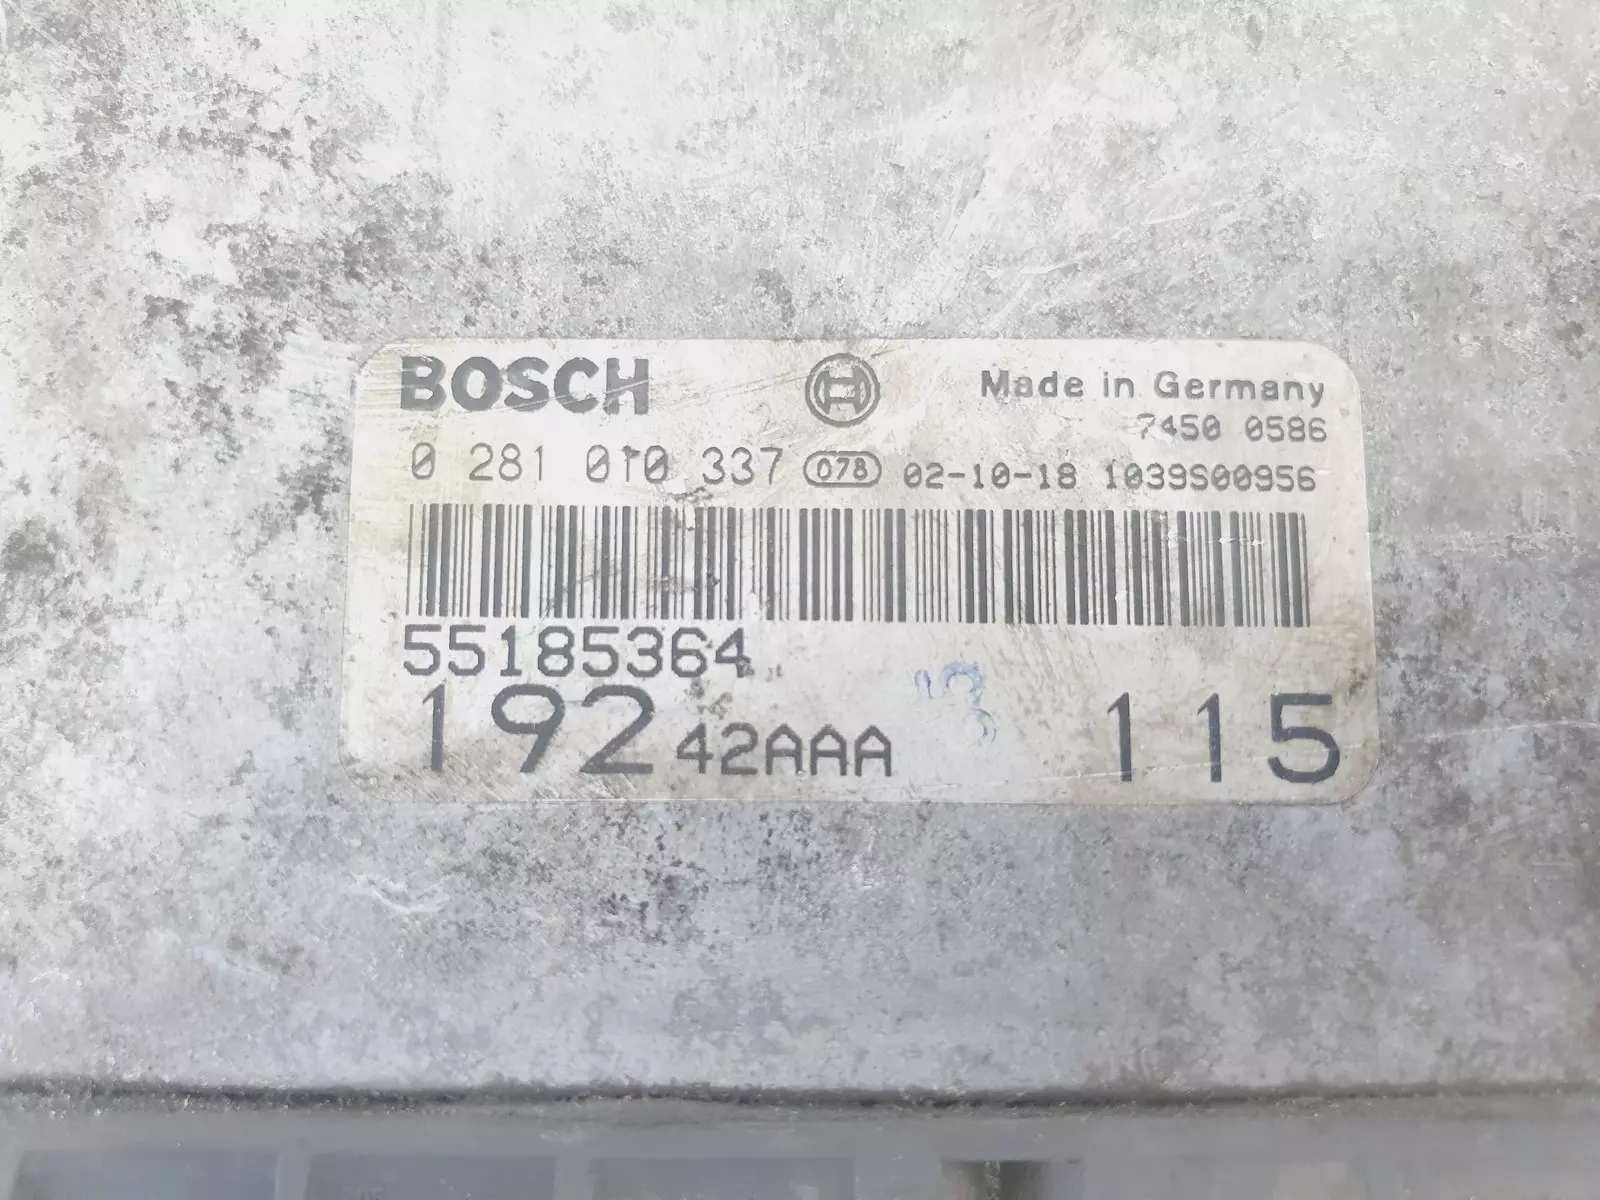 BOSCH
Made in Germany
7450 0586
0 281 010 337 078 02-10-18 1039S00956
55185364
192 42AAA 115